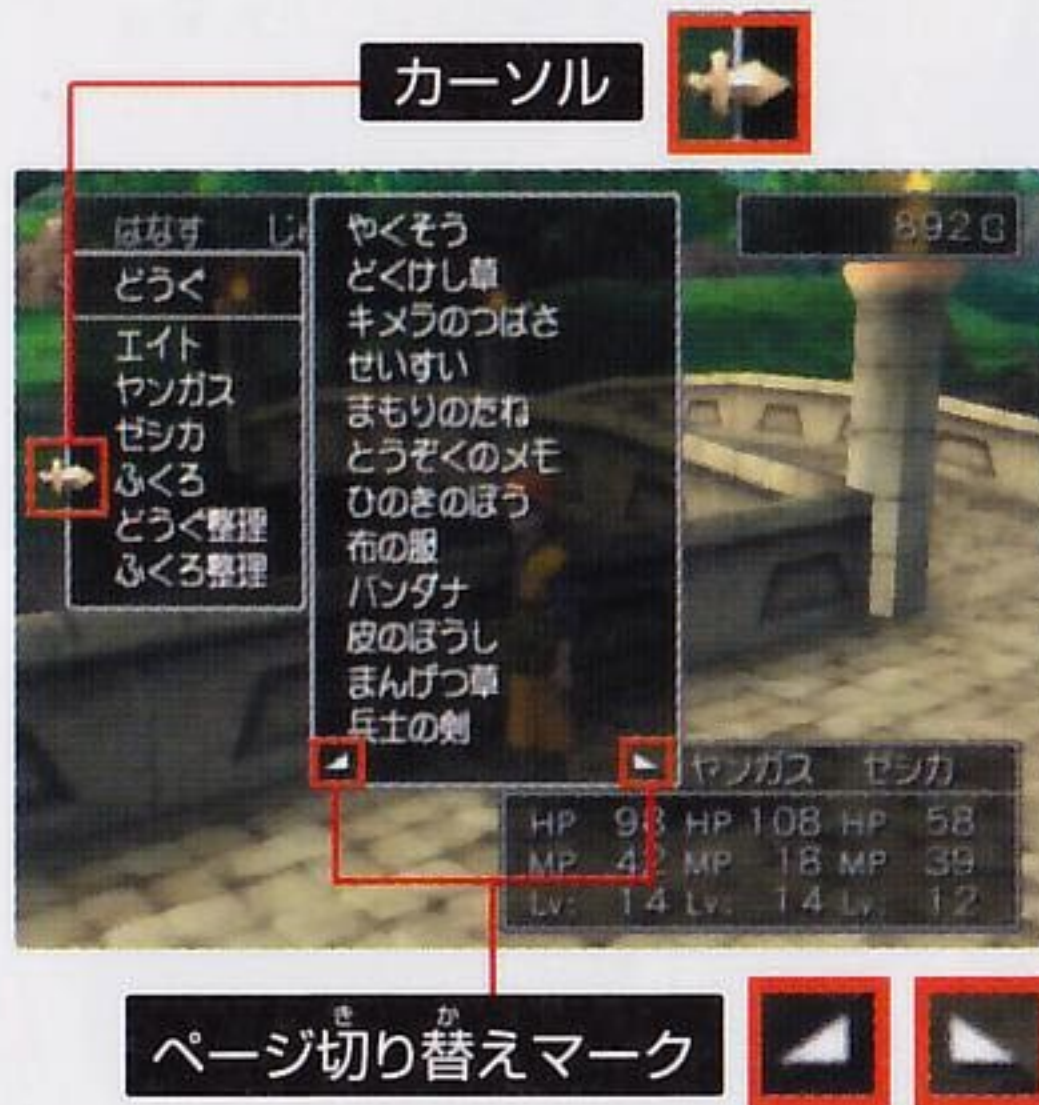 カーソル
はなす じゅ
892G
どうぐ
エイト
ヤンガス
ゼシカ
ふくろ
どうぐ整理
ふくろ整理
やくそう
どくけし草
キメラのつばさ
せいすい
まもりのたね
とうぞくのメモ
ひのきのぼう
布の服
バンダナ
皮のぼうし
まんげつ草
兵士の剣
ヤンガス ゼシカ
HP 98 HP 108 HP 58
MP 42 MP 18 MP 39
Lv: 14 Lv: 14 Lv: 12
ページ切り替えマーク